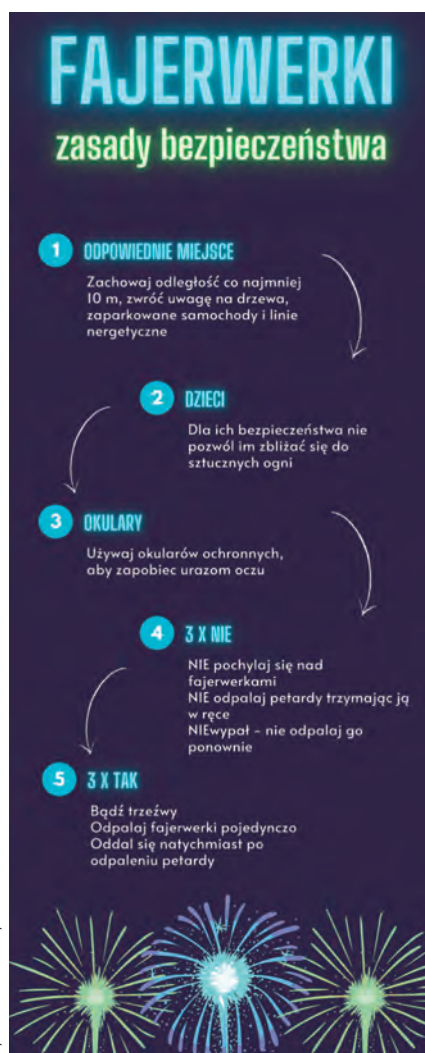 FAJERWERKI
zasady bezpieczeństwa
1 ODPOWIEDNIE MIEJSCE
Zachowaj odległość co najmniej
10 m, zwróć uwagę na drzewa,
zaparkowane samochody i linie
nergetyczne
2 DZIECI
Dla ich bezpieczeństwa nie
pozwól im zbliżać się do
sztucznych ogni
3 OKULARY
Używaj okularów ochronnych,
aby zapobiec urazom oczu
4 3 X NIE
NIE pochylaj się nad
fajerwerkami
NIE odpalaj petardy trzymając ją
w ręce
NIEwypał - nie odpalaj go
ponownie
5 3 X TAK
Bądź trzeźwy
Odpalaj fajerwerki pojedynczo
Oddal się natychmiast po
odpaleniu petardy